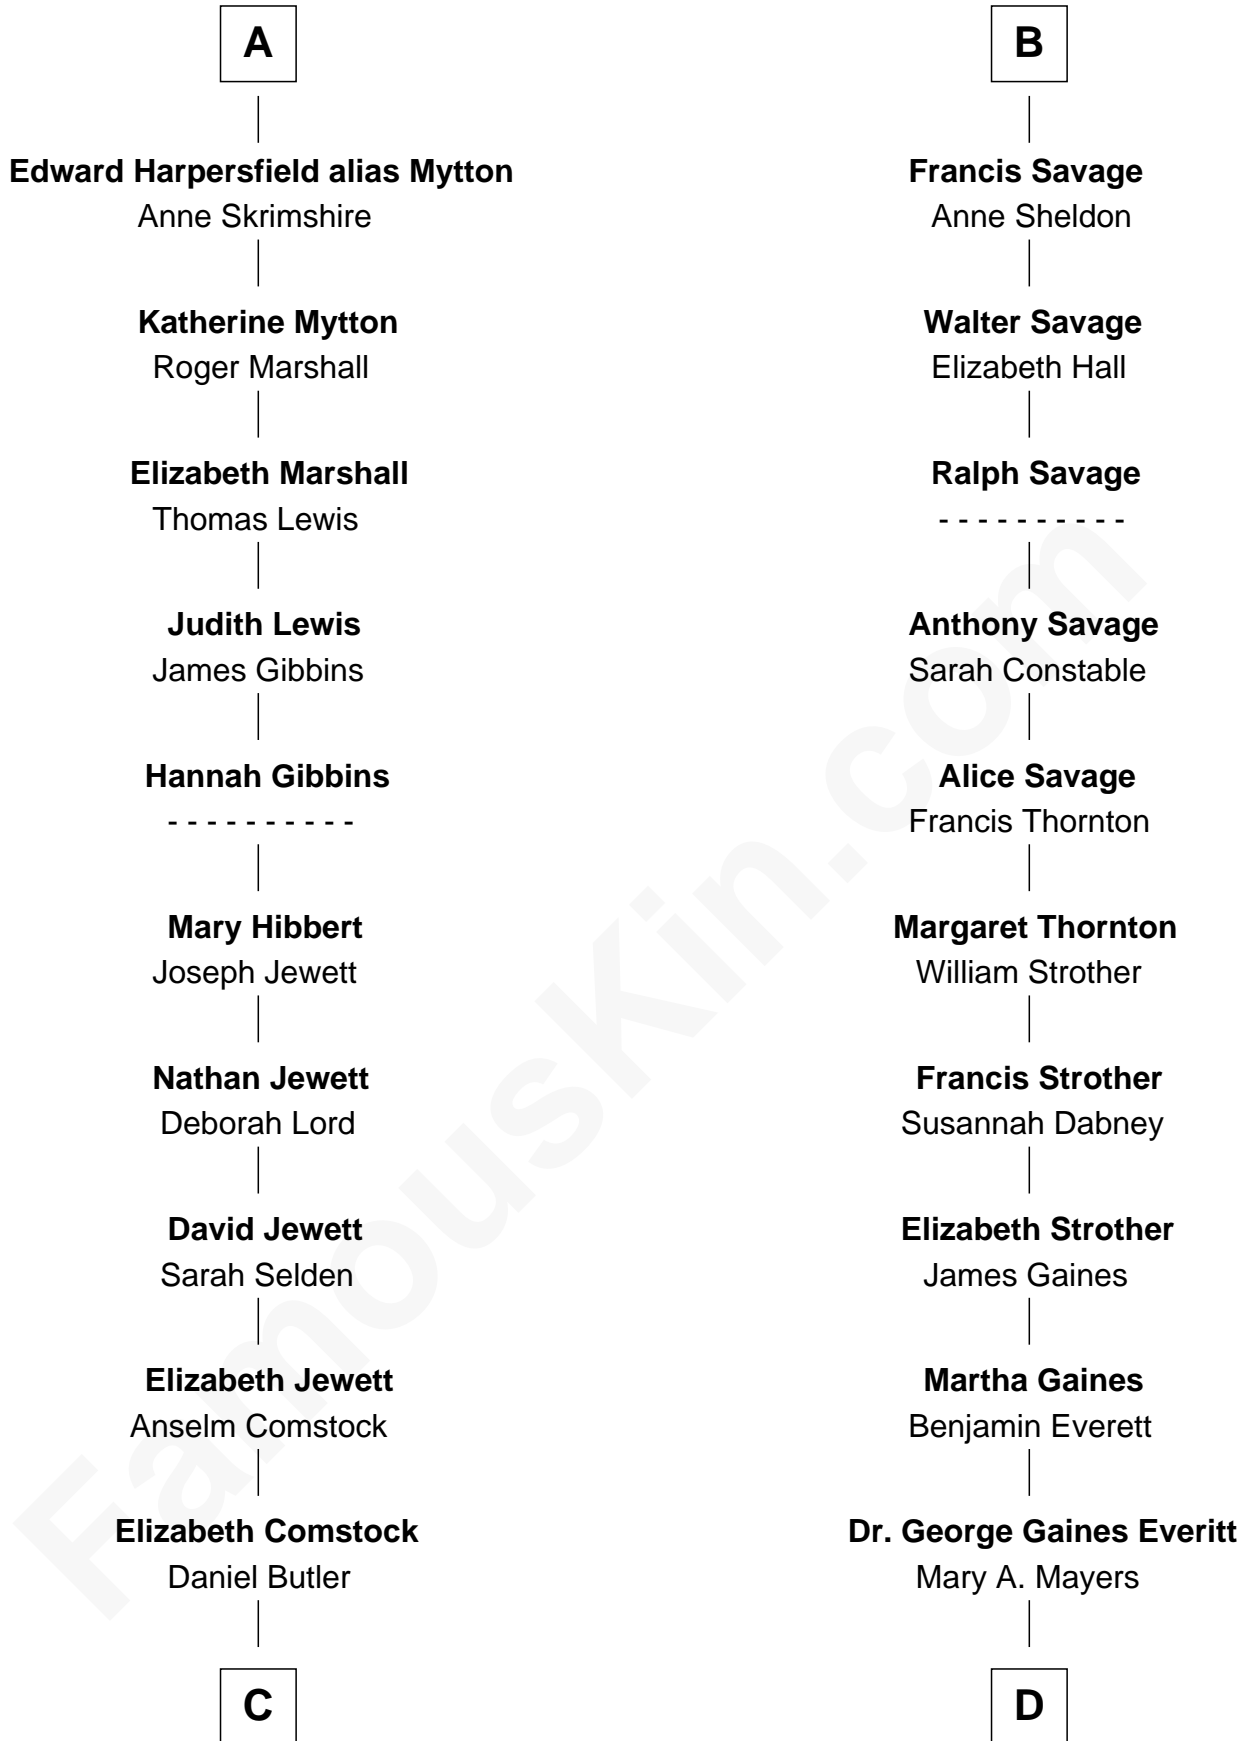 A
Edward Harpersfield alias Mytton
Anne Skrimshire
Katherine Mytton
Roger Marshall
Elizabeth Marshall
Thomas Lewis
Judith Lewis
James Gibbins
Hannah Gibbins
- - - - - - - - - -
Mary Hibbert
Joseph Jewett
Nathan Jewett
Deborah Lord
David Jewett
Sarah Selden
Elizabeth Jewett
Anselm Comstock
Elizabeth Comstock
Daniel Butler
C
B
Francis Savage
Anne Sheldon
Walter Savage
Elizabeth Hall
Ralph Savage
- - - - - - - - - -
Anthony Savage
Sarah Constable
Alice Savage
Francis Thornton
Margaret Thornton
William Strother
Francis Strother
Susannah Dabney
Elizabeth Strother
James Gaines
Martha Gaines
Benjamin Everett
Dr. George Gaines Everitt
Mary A. Mayers
D
FamousKin.com